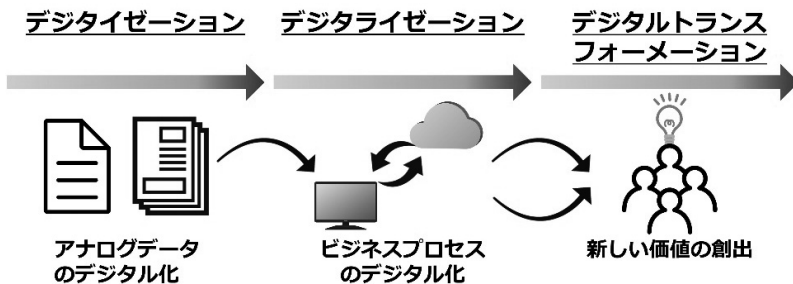 デジタイゼーション
デジタライゼーション
デジタルトランス
フォーメーション
アナログデータ
のデジタル化
ビジネスプロセス
のデジタル化
新しい価値の創出